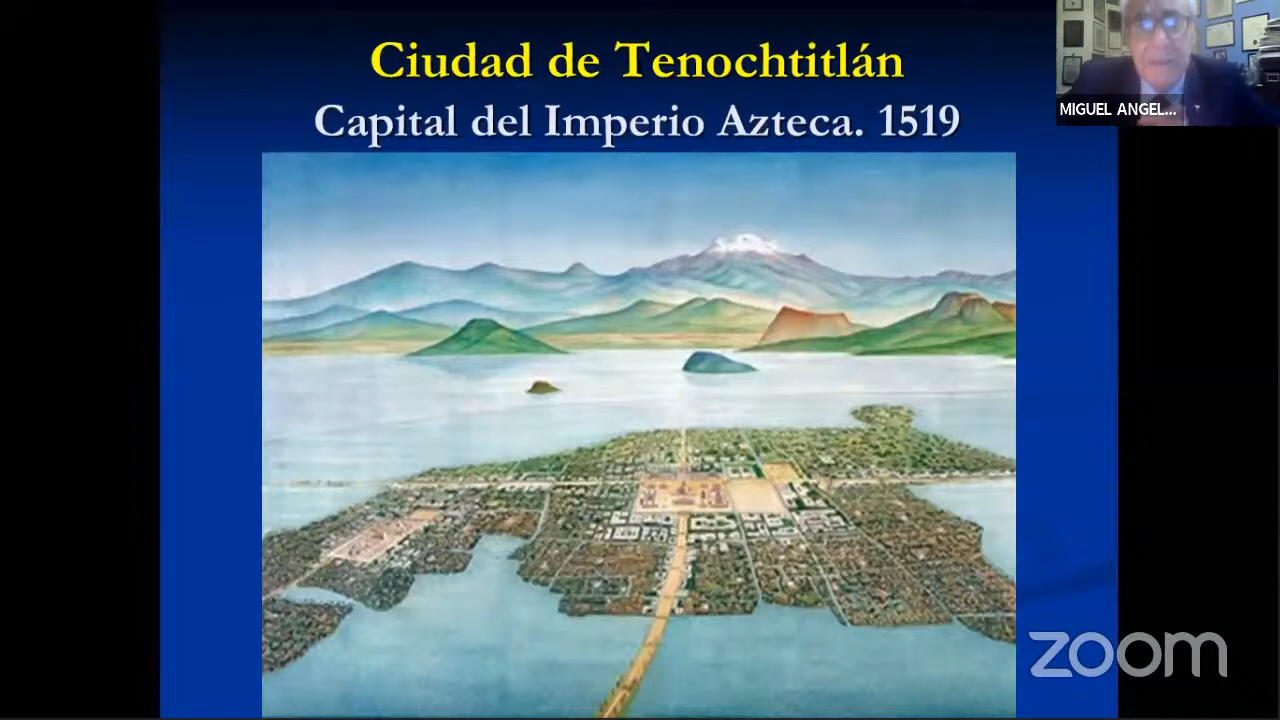 Ciudad de Tenochtitlán
Capital del Imperio Azteca. 1519
MIGUEL ANGEL...
zoom